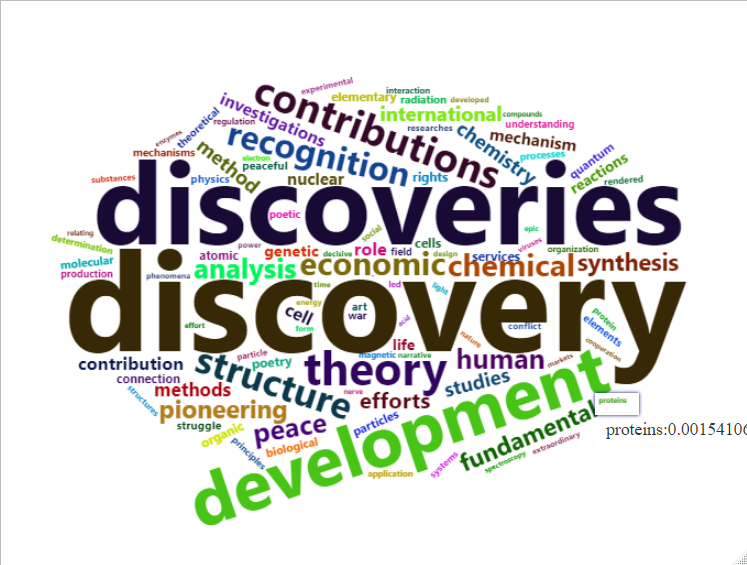 experimental
interaction
elementary
radiation
developed
contributions
investigations
international
compounds
regulation
researches
understanding
theoretical
recognition
chemistry
mechanism
enzymes
electron
processes
mechanisms
method
peaceful
quantum
substances
physics
nuclear
rights
reactions
rendered
discoveries
poetic
epic
relating
social
viruses
determination
power
cells
organization
atomic
genetic
decisive
role
field
design
services
molecular
analysis
economic
chemical
synthesis
production
phenomena
time
led
light
discovery
energy
art
cell
war
acid
protein
effort
form
conflict
elements
nature
life
cooperation
particle
magnetic
narrative
contribution
structure
poetry
theory
human
markets
connection
studies
methods
nerve
development
structures
efforts
proteins
pioneering
particles
struggle
peace
fundamental
proteins:0.00154106
organic
principles
biological
extraordinary
systems
spectroscopy
application